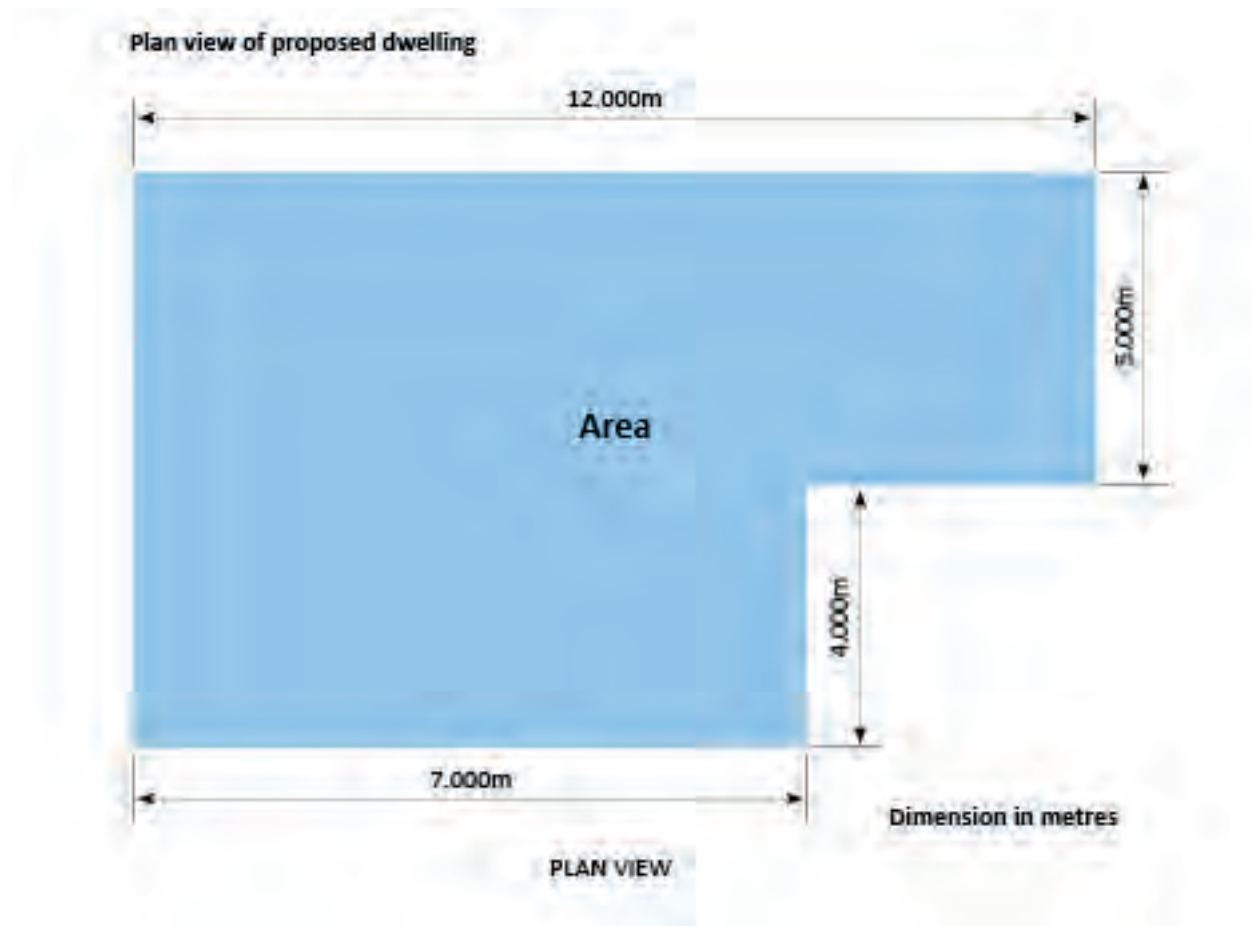 Plan view of proposed dwelling
12.000m
5.000m
Area
4.000m
7.000m
Dimension in metres
PLAN VIEW